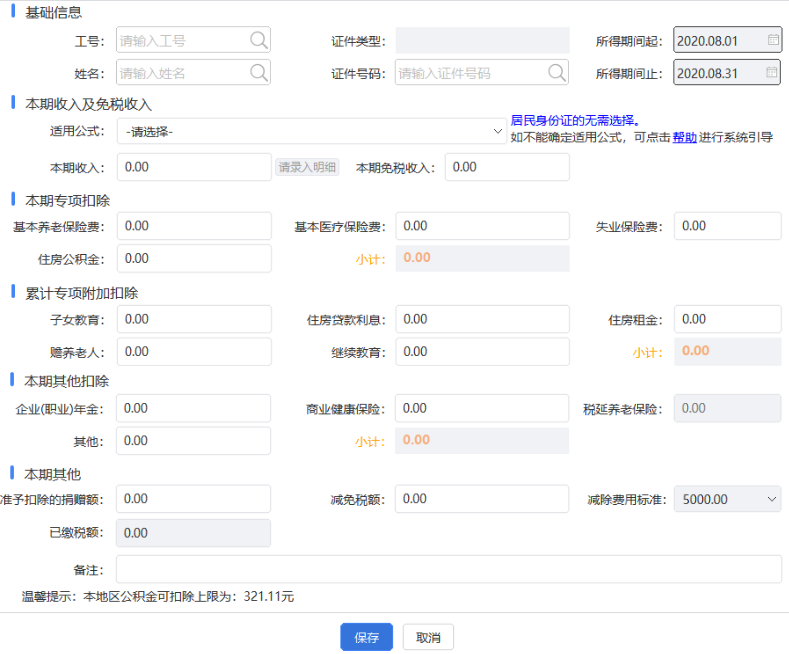 基础信息
工号： 请输入工号 证件类型： 所得期间起： 2020.08.01
姓名： 请输入姓名 证件号码： 请输入证件号码 所得期间止： 2020.08.31
本期收入及免税收入
居民身份证的无需选择。
适用公式： -请选择- 如不能确定适用公式，可点击帮助进行系统引导
本期收入： 0.00 请录入明细 本期免税收入： 0.00
本期专项扣除
基本养老保险费： 0.00 基本医疗保险费： 0.00 失业保险费： 0.00
住房公积金： 0.00 小计： 0.00
累计专项附加扣除
子女教育： 0.00 住房贷款利息： 0.00 住房租金： 0.00
赡养老人： 0.00 继续教育： 0.00 小计： 0.00
本期其他扣除
企业(职业)年金： 0.00 商业健康保险： 0.00 税延养老保险： 0.00
其他： 0.00 小计： 0.00
本期其他
准予扣除的捐赠额： 0.00 减免税额： 0.00 减除费用标准： 5000.00
已缴税额： 0.00
备注：
温馨提示：本地区公积金可扣除上限为：321.11元
保存 取消